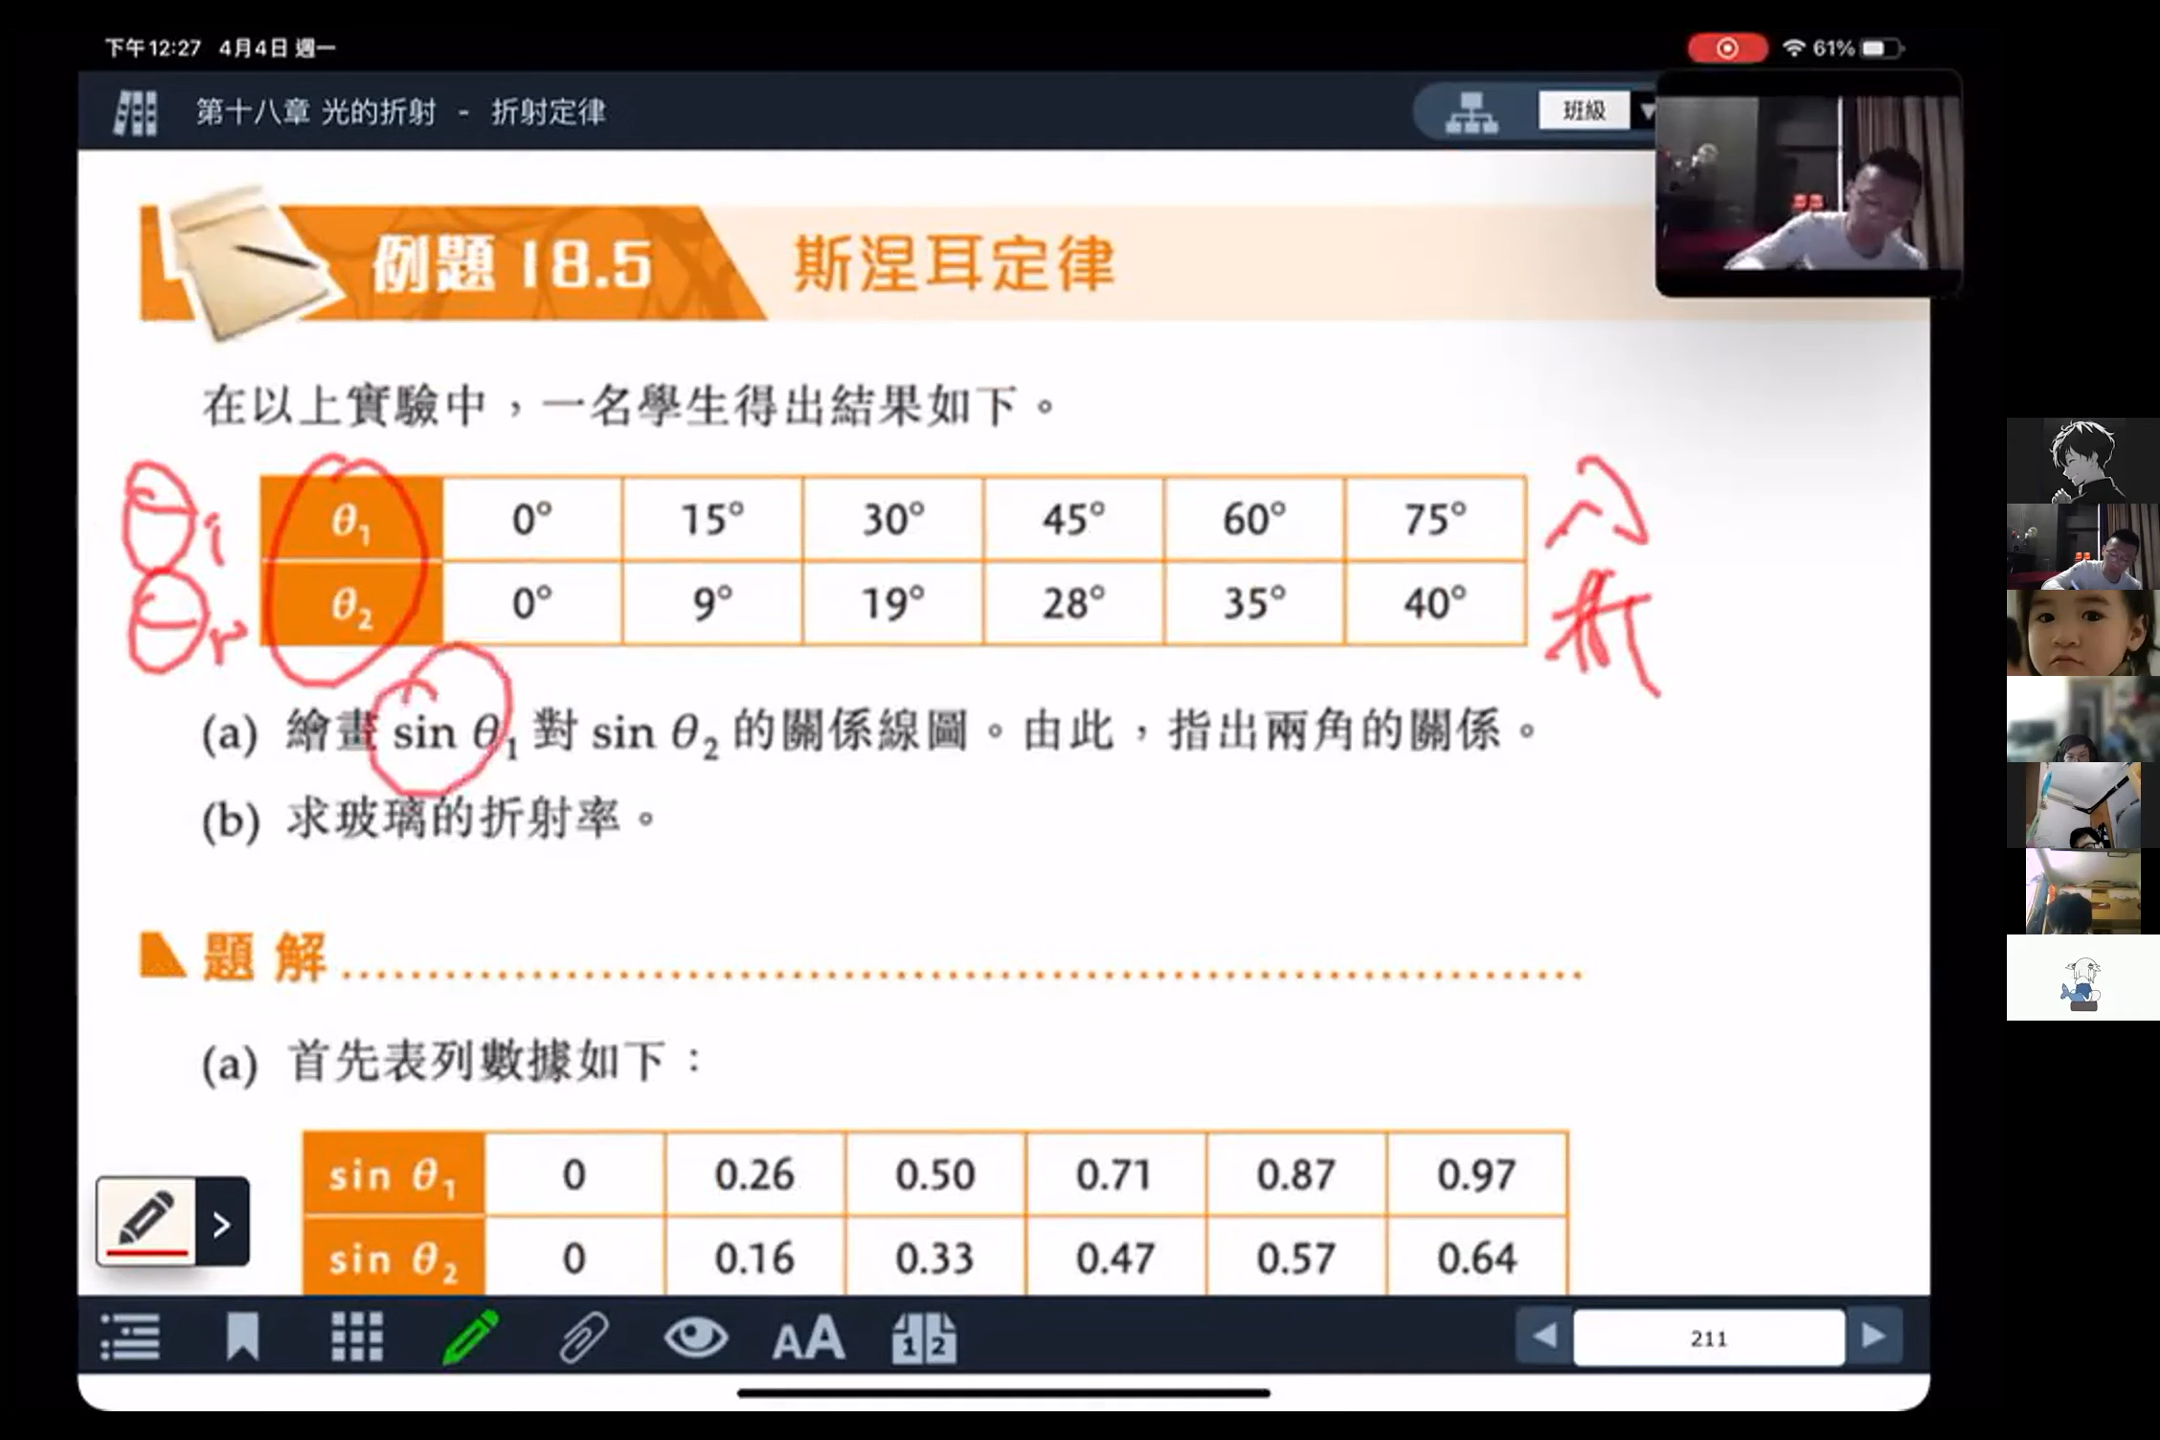 下午12:27 4月4日 週一
61%
第十八章 光的折射 - 折射定律
班級
例題 18.5 斯涅耳定律
在以上實驗中，一名學生得出結果如下。
θi
θ1 0° 15° 30° 45° 60° 75° 入
θr
θ2 0° 9° 19° 28° 35° 40° 折
(a) 繪畫 sin θ1 對 sin θ2 的關係線圖。由此，指出兩角的關係。
(b) 求玻璃的折射率。
題解
(a) 首先表列數據如下：
sin θ1 0 0.26 0.50 0.71 0.87 0.97
sin θ2 0 0.16 0.33 0.47 0.57 0.64
AA
1 2
211